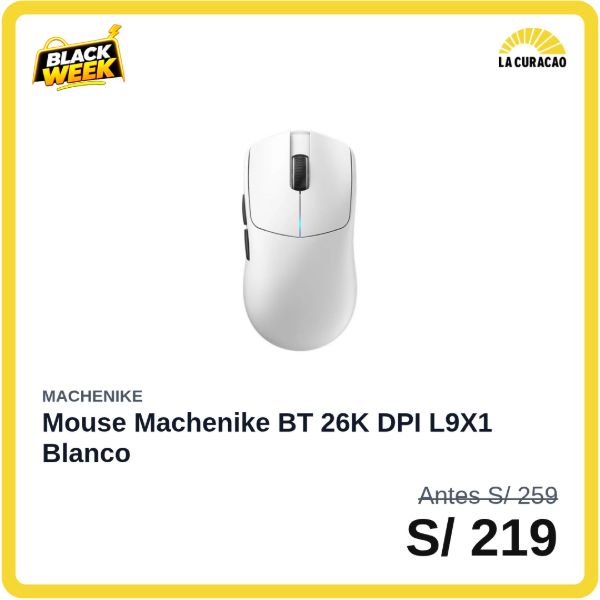 BLACK
WEEK
LA CURACAO
MACHENIKE
Mouse Machenike BT 26K DPI L9X1
Blanco
Antes S/ 259
S/ 219